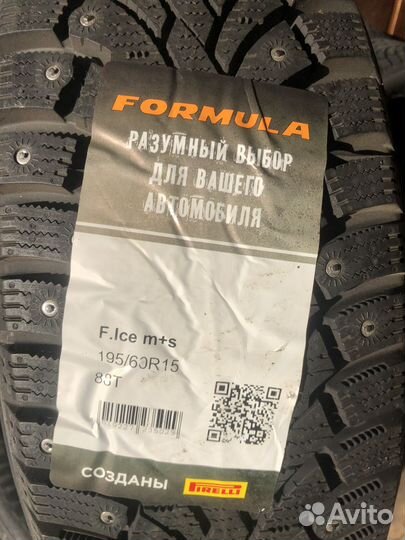 FORMULA
РАЗУМНЫЙ ВЫБОР
ДЛЯ ВАШЕГО
АВТОМОБИЛЯ
F.Ice m+s
195/60R15
88T
СОЗДАНЫ PIRELLI
Avito